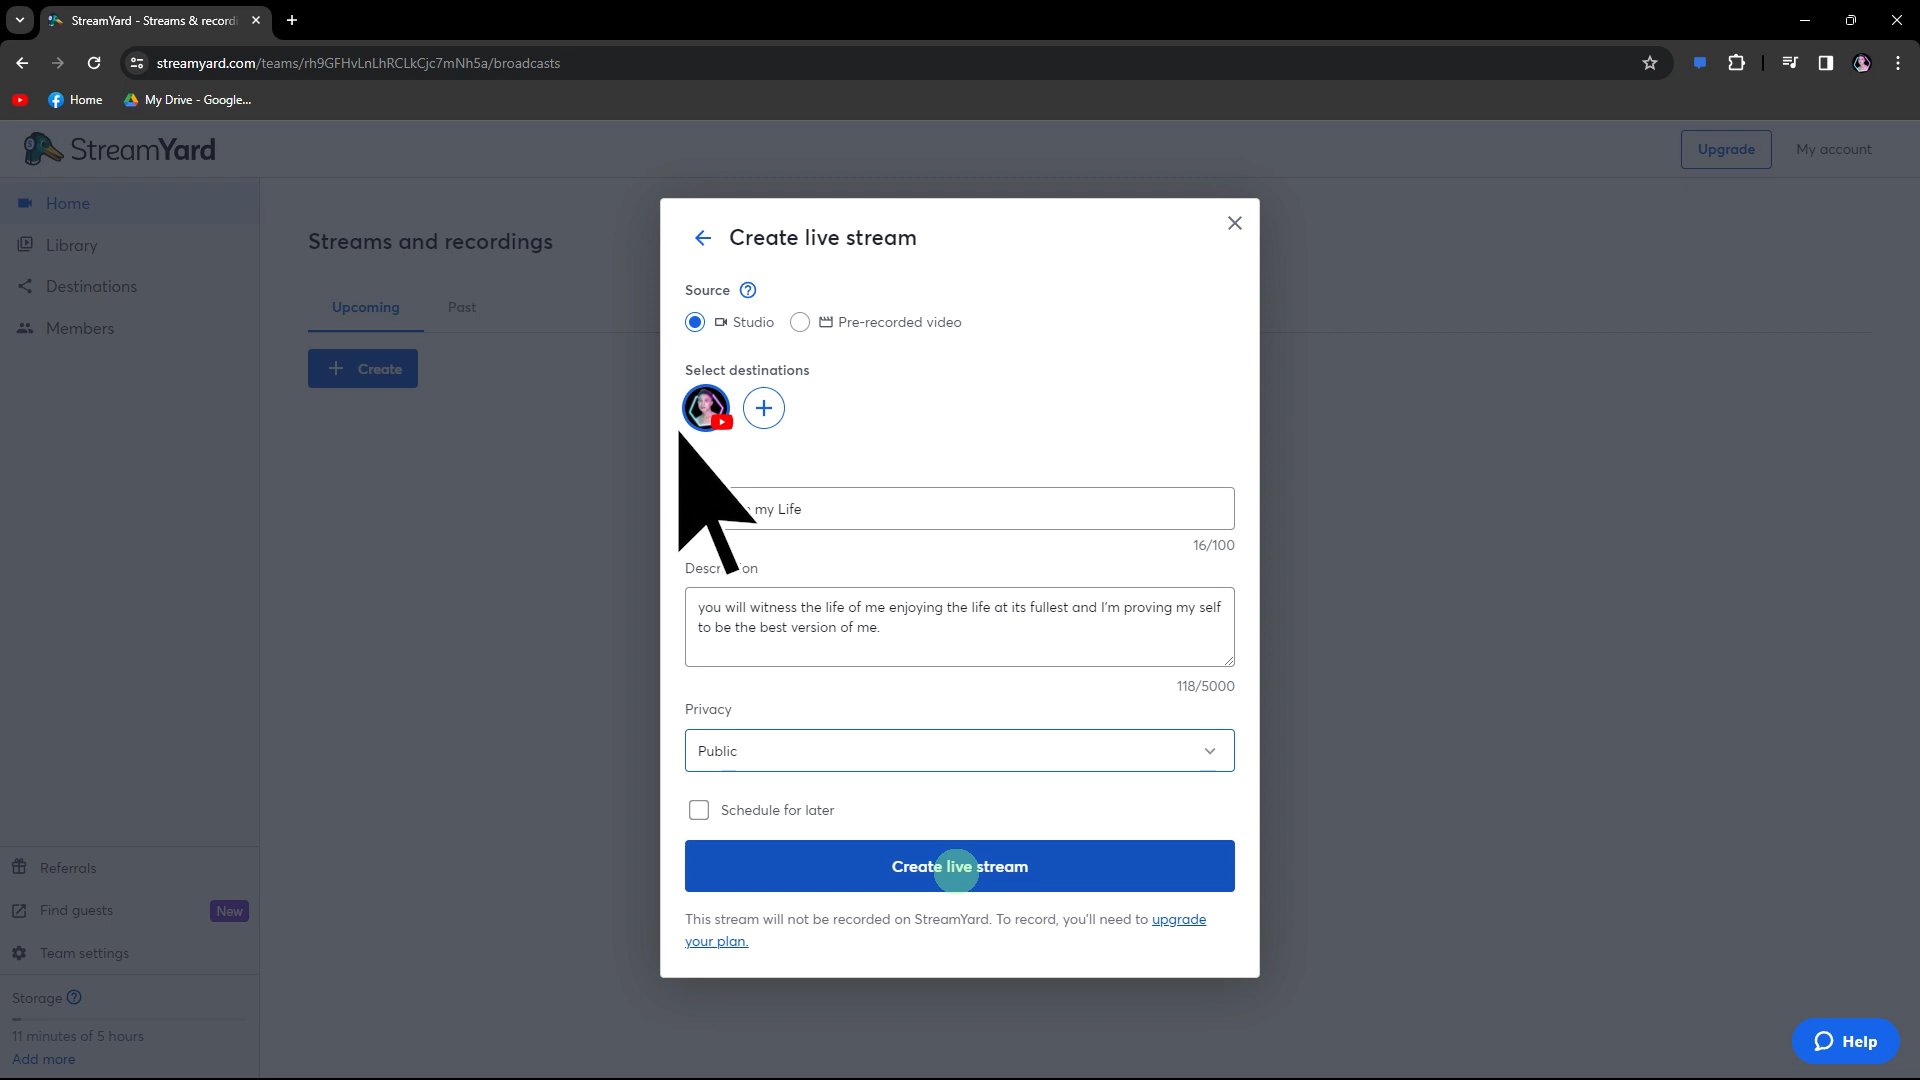 StreamYard - Streams & recordi
streamyard.com/teams/rh9GFHvLnLhRCLkCjc7mNh5a/broadcasts
Home
My Drive - Google...
StreamYard
Upgrade
My account
Home
Library
Destinations
Members
Streams and recordings
Upcoming
Past
Create
Create live stream
Source
Studio
Pre-recorded video
Select destinations
my Life
16/100
you will witness the life of me enjoying the life at its fullest and I'm proving my self
to be the best version of me.
118/5000
Privacy
Public
Schedule for later
Create live stream
This stream will not be recorded on StreamYard. To record, you'll need to upgrade
your plan.
Referrals
Find guests
New
Team settings
Storage
11 minutes of 5 hours
Add more
Help